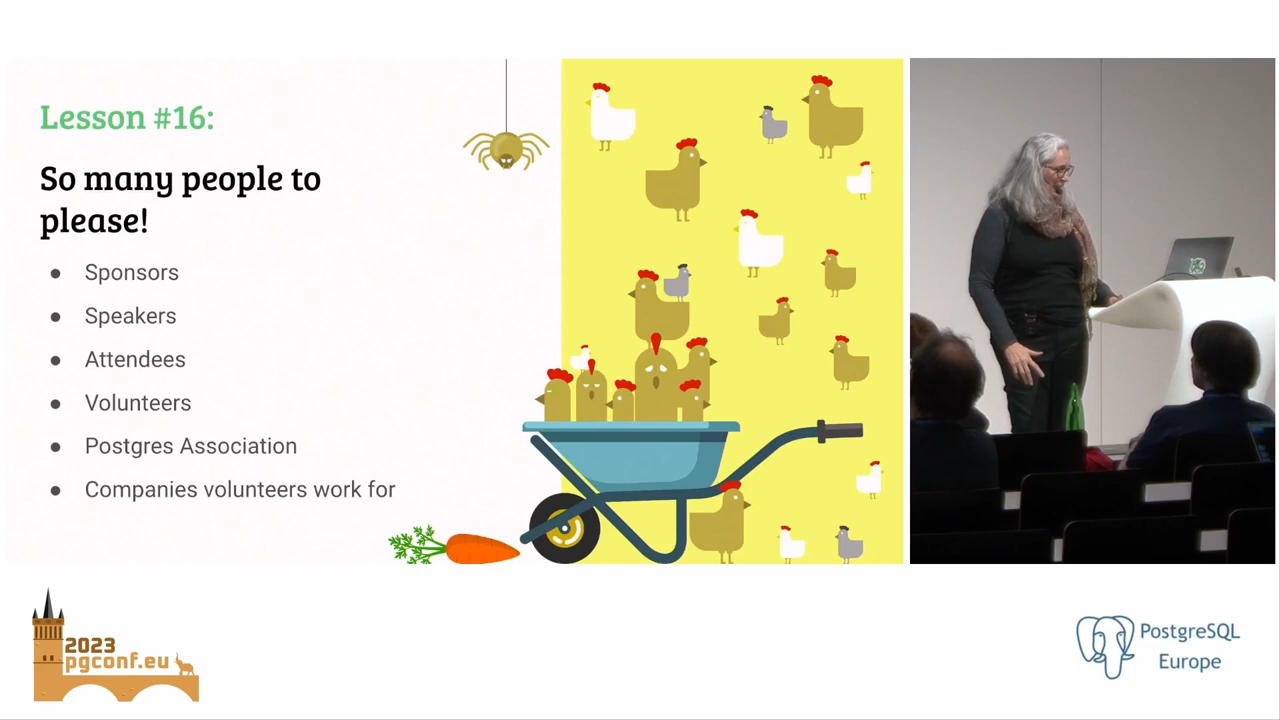 Lesson #16:
So many people to
please!
● Sponsors
● Speakers
● Attendees
● Volunteers
● Postgres Association
● Companies volunteers work for
2023
pgconf.eu
PostgreSQL
Europe